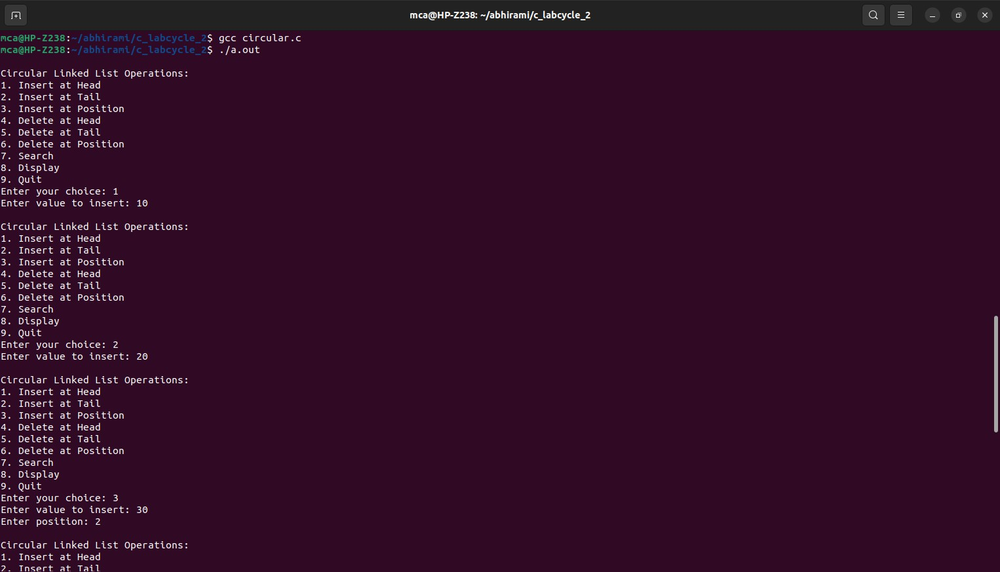 mca@HP-Z238: ~/abhirami/c_labcycle_2
mca@HP-Z238:~/abhirami/c_labcycle_2$ gcc circular.c
mca@HP-Z238:~/abhirami/c_labcycle_2$ ./a.out
Circular Linked List Operations:
1. Insert at Head
2. Insert at Tail
3. Insert at Position
4. Delete at Head
5. Delete at Tail
6. Delete at Position
7. Search
8. Display
9. Quit
Enter your choice: 1
Enter value to insert: 10
Circular Linked List Operations:
1. Insert at Head
2. Insert at Tail
3. Insert at Position
4. Delete at Head
5. Delete at Tail
6. Delete at Position
7. Search
8. Display
9. Quit
Enter your choice: 2
Enter value to insert: 20
Circular Linked List Operations:
1. Insert at Head
2. Insert at Tail
3. Insert at Position
4. Delete at Head
5. Delete at Tail
6. Delete at Position
7. Search
8. Display
9. Quit
Enter your choice: 3
Enter value to insert: 30
Enter position: 2
Circular Linked List Operations:
1. Insert at Head
2. Insert at Tail